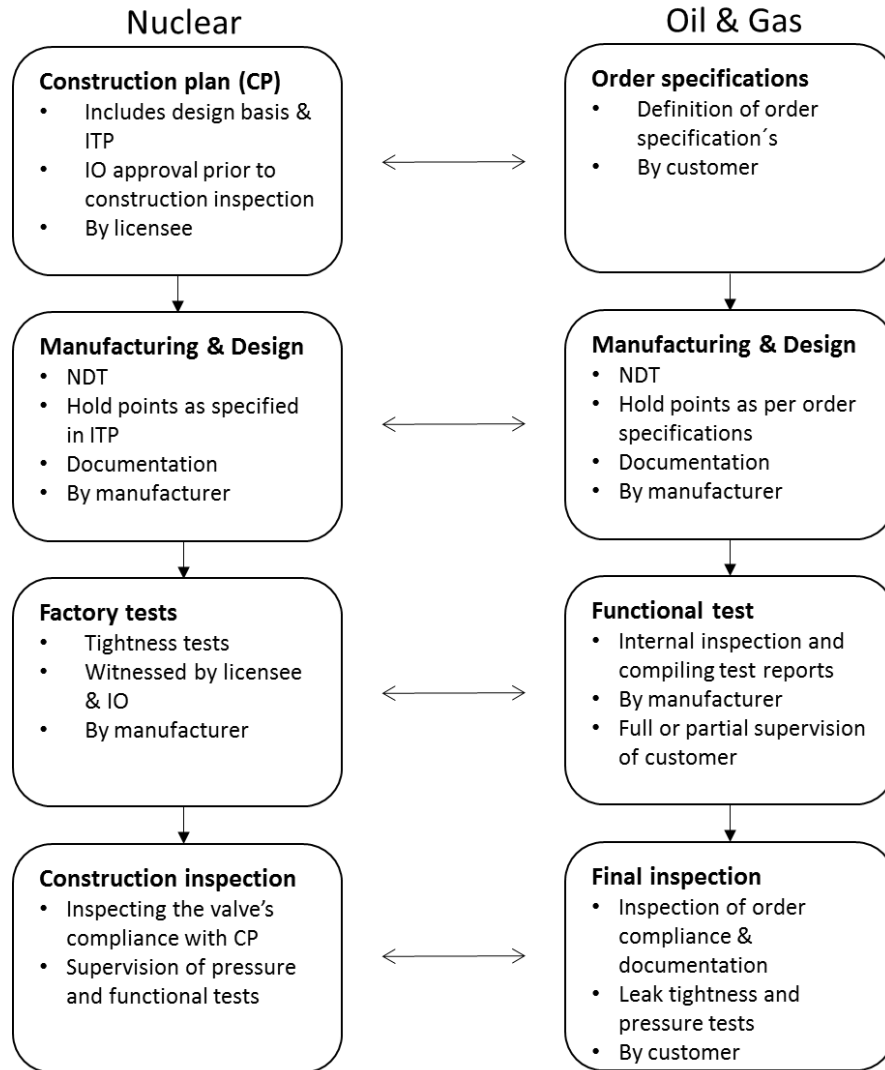 Nuclear
Construction plan (CP)
• Includes design basis &
ITP
• IO approval prior to
construction inspection
• By licensee
Manufacturing & Design
• NDT
• Hold points as specified
in ITP
• Documentation
• By manufacturer
Factory tests
• Tightness tests
• Witnessed by licensee
& IO
• By manufacturer
Construction inspection
• Inspecting the valve's
compliance with CP
• Supervision of pressure
and functional tests
Oil & Gas
Order specifications
• Definition of order
specification´s
• By customer
Manufacturing & Design
• NDT
• Hold points as per order
specifications
• Documentation
• By manufacturer
Functional test
• Internal inspection and
compiling test reports
• By manufacturer
• Full or partial supervision
of customer
Final inspection
• Inspection of order
compliance &
documentation
• Leak tightness and
pressure tests
• By customer